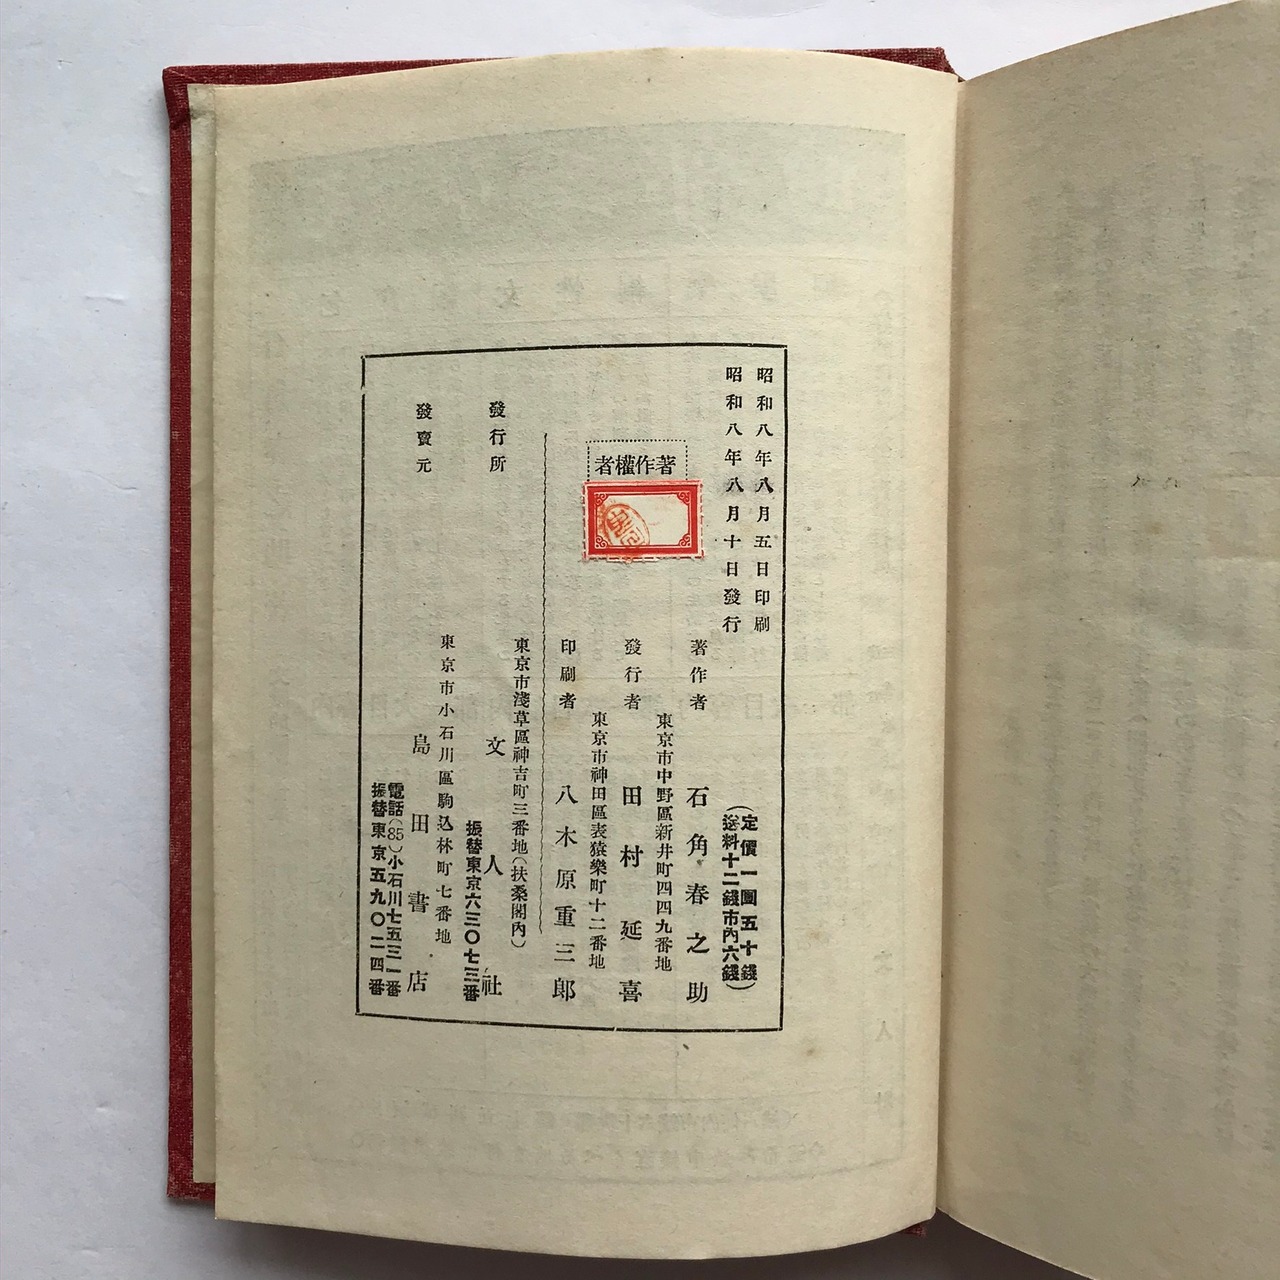 昭和八年八月五日印刷
昭和八年八月十日發行
定價一圓五十錢
送料十二錢市內六錢
著作權者
著作者 石角春之助
東京市中野區新井町四四九番地
發行者 田村延喜
東京市神田區表猿樂町十二番地
印刷者 八木原重三郎
東京市淺草區神吉町三番地(扶桑閣內)
發行所 文人社
振替東京六三〇七三番
東京市小石川區駒込林町七番地
發賣元 島田書店
電話(85)小石川七五三一番
振替東京五九〇二四番